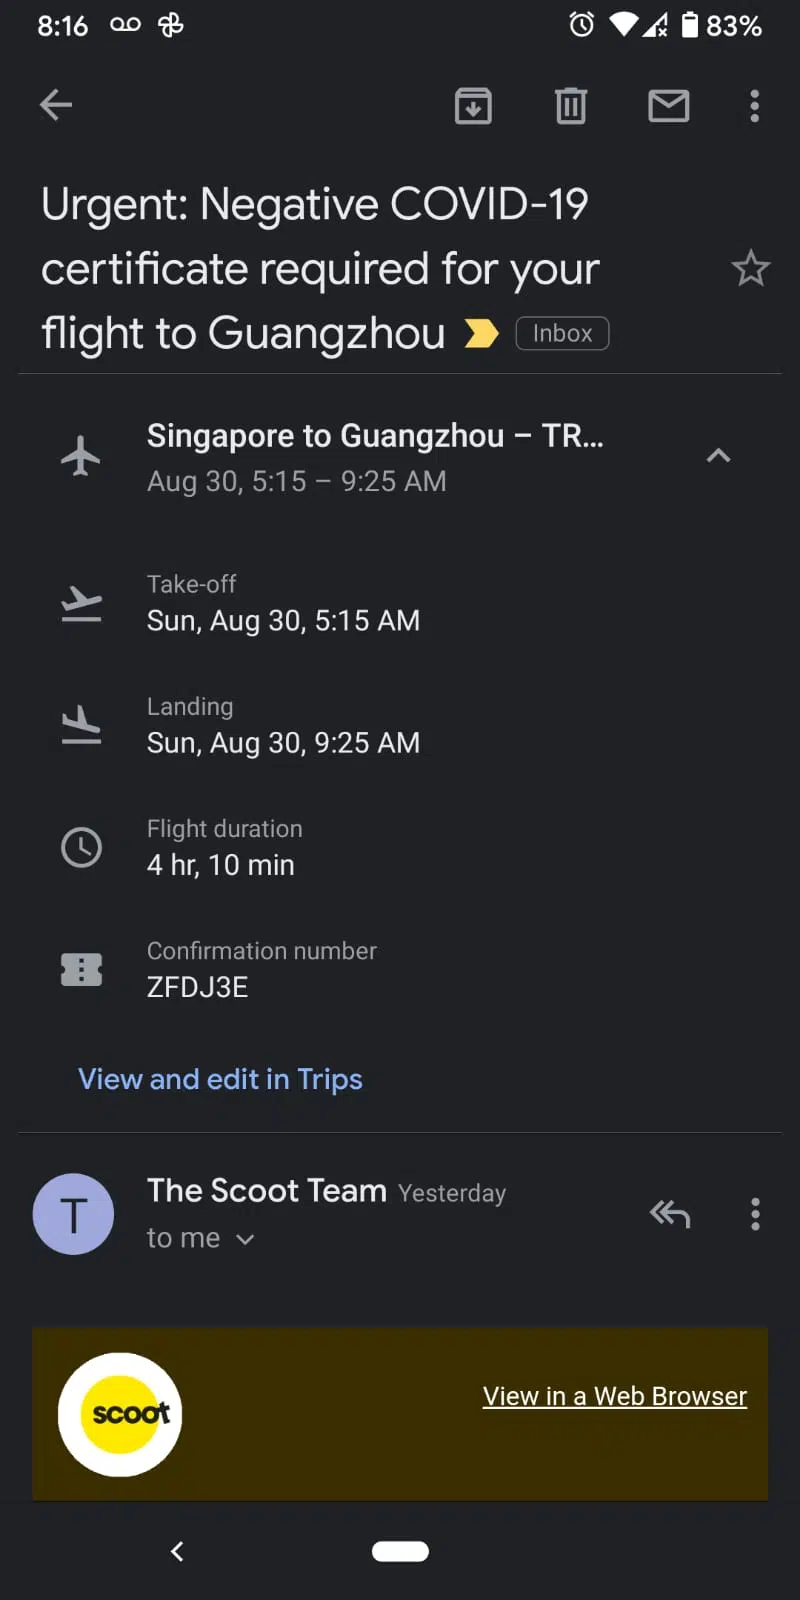 8:16
83%
Urgent: Negative COVID-19
certificate required for your
flight to Guangzhou Inbox
Singapore to Guangzhou – TR...
Aug 30, 5:15 – 9:25 AM
Take-off
Sun, Aug 30, 5:15 AM
Landing
Sun, Aug 30, 9:25 AM
Flight duration
4 hr, 10 min
Confirmation number
ZFDJ3E
View and edit in Trips
T
The Scoot Team Yesterday
to me
View in a Web Browser
scoot